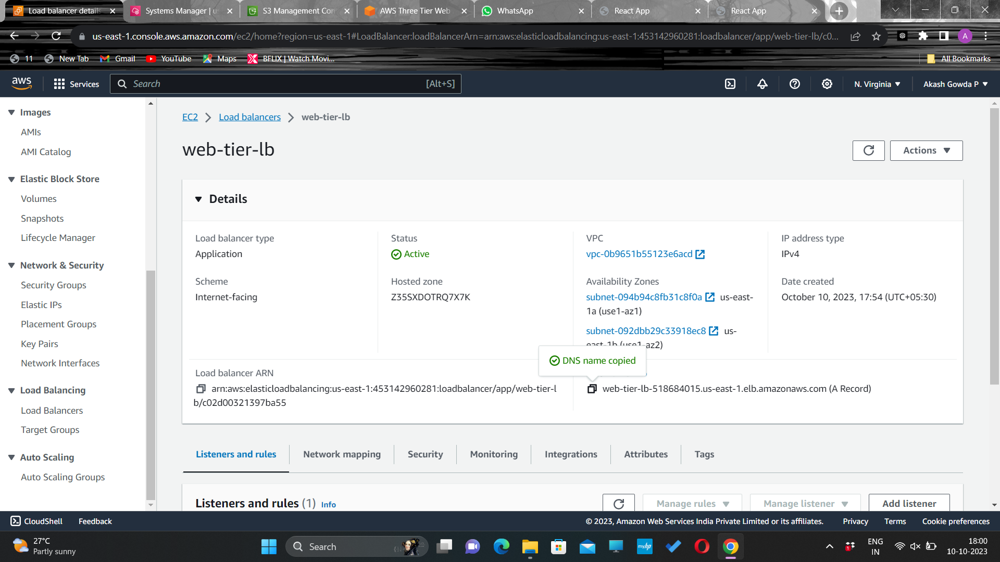 Load balancer details
Systems Manager | us
S3 Management Con
AWS Three Tier Web
WhatsApp
React App
React App
us-east-1.console.aws.amazon.com/ec2/home?region=us-east-1#LoadBalancer:loadBalancerArn=arn:aws:elasticloadbalancing:us-east-1:453142960281:loadbalancer/app/web-tier-lb/c0...
A
11
New Tab
Gmail
YouTube
Maps
BFLIX | Watch Movi...
All Bookmarks
aws
Services
Search
[Alt+S]
N. Virginia
Akash Gowda P
Images
AMIs
AMI Catalog
Elastic Block Store
Volumes
Snapshots
Lifecycle Manager
Network & Security
Security Groups
Elastic IPs
Placement Groups
Key Pairs
Network Interfaces
Load Balancing
Load Balancers
Target Groups
Auto Scaling
Auto Scaling Groups
EC2
Load balancers
web-tier-lb
web-tier-lb
Actions
Details
Load balancer type
Application
Status
Active
VPC
vpc-0b9651b55123e6acd
IP address type
IPv4
Scheme
Internet-facing
Hosted zone
Z35SXDOTRQ7X7K
Availability Zones
subnet-094b94c8fb31c8f0a us-east-
1a (use1-az1)
subnet-092dbb29c33918ec8 us-
east-1b (use1-az2)
Date created
October 10, 2023, 17:54 (UTC+05:30)
DNS name copied
Load balancer ARN
arn:aws:elasticloadbalancing:us-east-1:453142960281:loadbalancer/app/web-tier-l
b/c02d00321397ba55
web-tier-lb-518684015.us-east-1.elb.amazonaws.com (A Record)
Listeners and rules
Network mapping
Security
Monitoring
Integrations
Attributes
Tags
Listeners and rules (1) Info
Manage rules
Manage listener
Add listener
CloudShell
Feedback
© 2023, Amazon Web Services India Private Limited or its affiliates.
Privacy
Terms
Cookie preferences
27°C
Partly sunny
Search
myhp
1
ENG
IN
18:00
10-10-2023